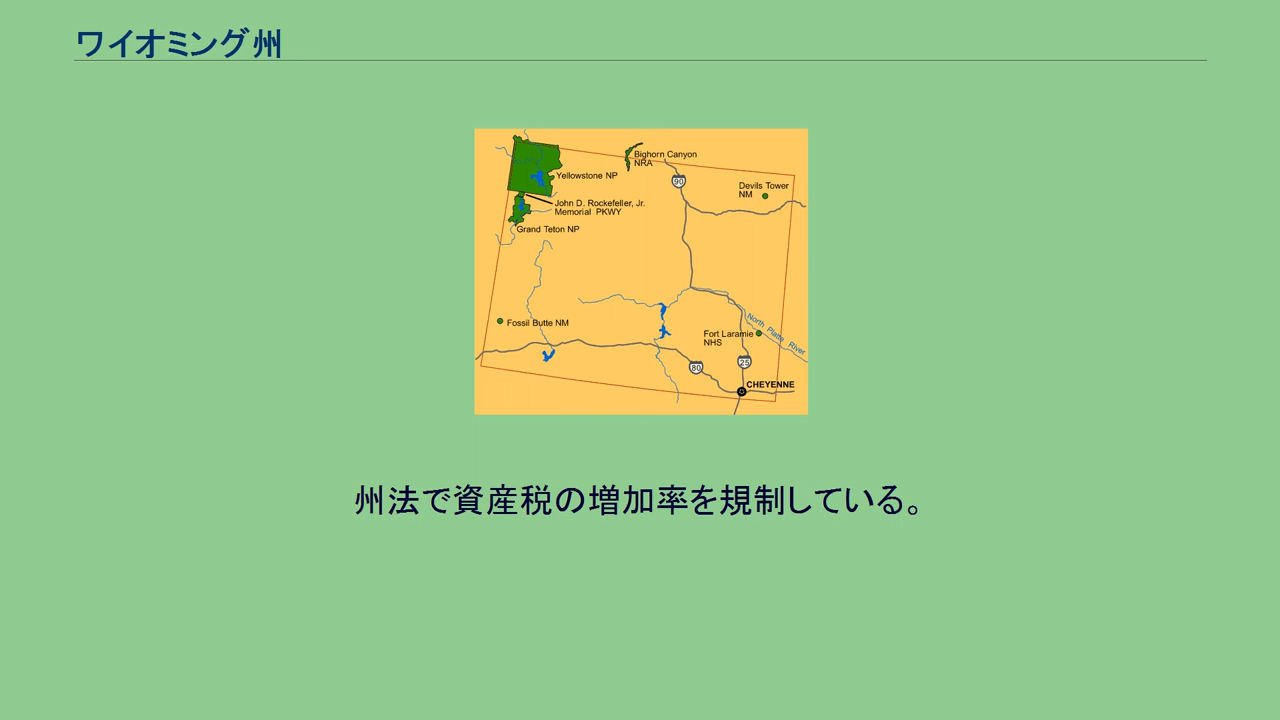 ワイオミング州
Bighorn Canyon
NRA
90
Yellowstone NP
Devils Tower
NM
John D. Rockefeller, Jr.
Memorial PKWY
Grand Teton NP
Fossil Butte NM
North Platte River
Fort Laramie
NHS
80
25
CHEYENNE
州法で資産税の増加率を規制している。